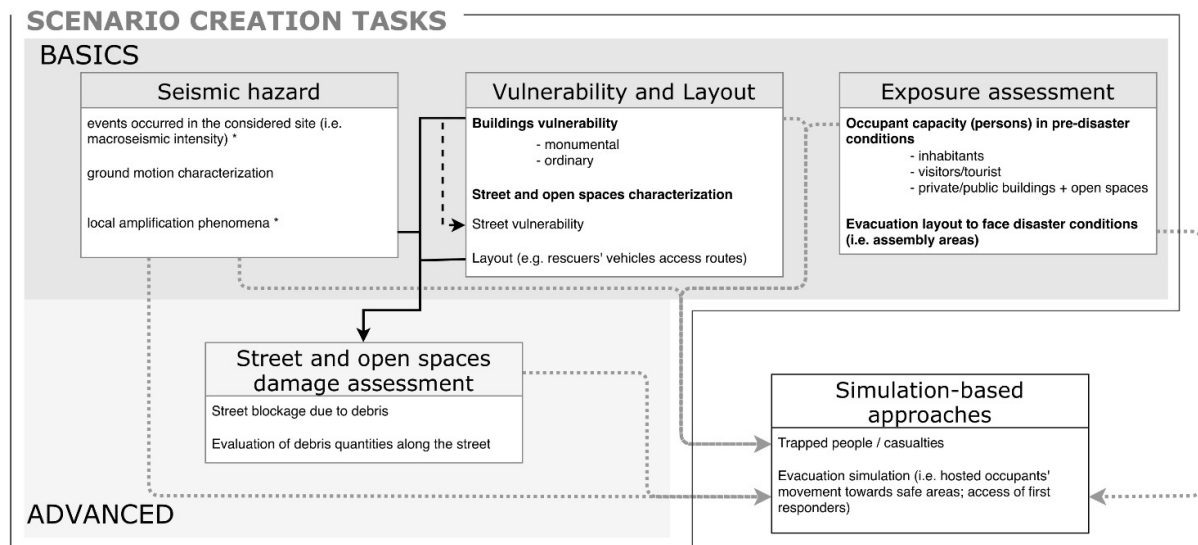 SCENARIO CREATION TASKS
BASICS
Seismic hazard
events occurred in the considered site (i.e.
macroseismic intensity) *
ground motion characterization
local amplification phenomena *
Vulnerability and Layout
Buildings vulnerability
- monumental
- ordinary
Street and open spaces characterization
Street vulnerability
Layout (e.g. rescuers' vehicles access routes)
Exposure assessment
Occupant capacity (persons) in pre-disaster
conditions
- inhabitants
- visitors/tourist
- private/public buildings + open spaces
Evacuation layout to face disaster conditions
(i.e. assembly areas)
Street and open spaces
damage assessment
Street blockage due to debris
Evaluation of debris quantities along the street
Simulation-based
approaches
Trapped people / casualties
Evacuation simulation (i.e. hosted occupants'
movement towards safe areas; access of first
responders)
ADVANCED